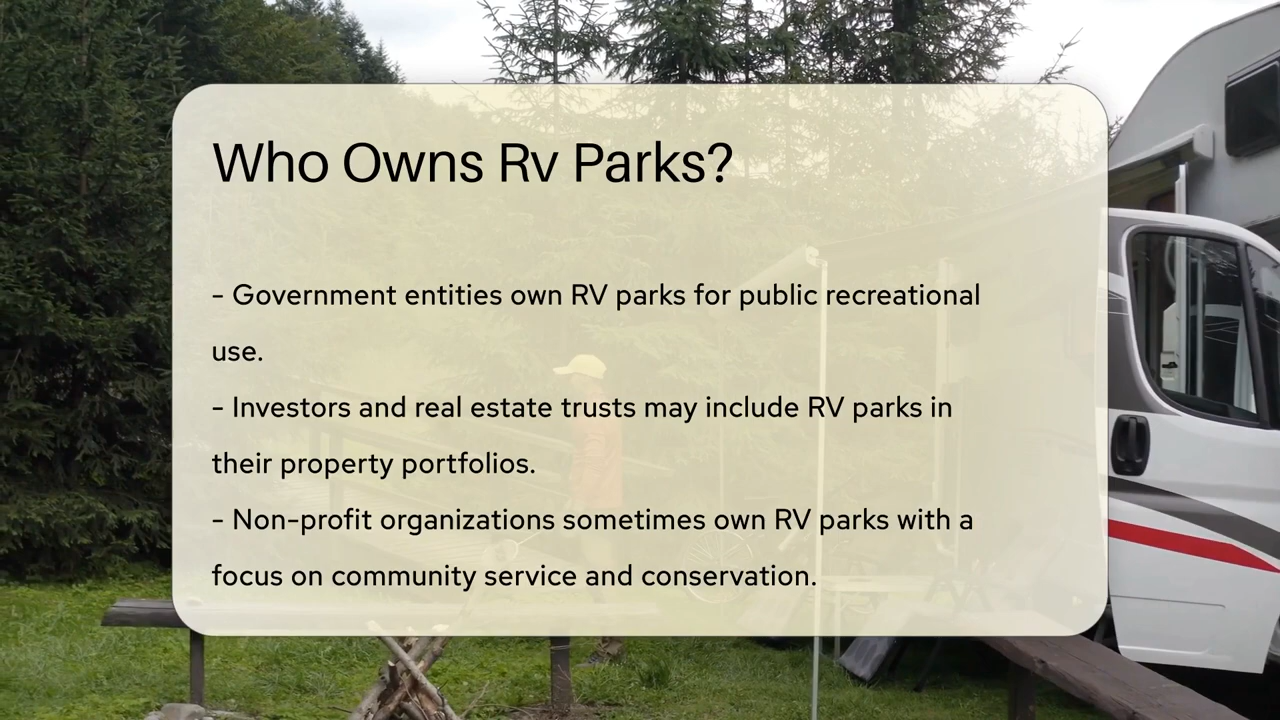 Who Owns Rv Parks?
- Government entities own RV parks for public recreational
use.
- Investors and real estate trusts may include RV parks in
their property portfolios.
- Non-profit organizations sometimes own RV parks with a
focus on community service and conservation.